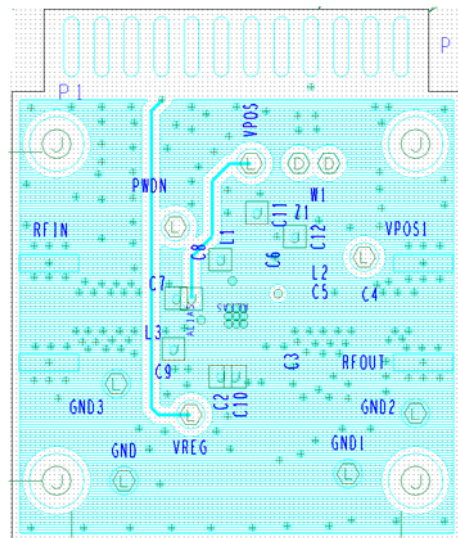 P
P1
VPOS
J
J
L
D
D
PWDN
W1
J
C11
Z1
RFIN
L
J
C12
VPOS1
L1
C8
L
J
C6
L2
C7
J
J
C5
C4
L3
J
C3
RFOUT
C9
L
J
J
C2
C10
GND3
L
L
GND2
VREG
GND
GND1
J
L
L
J